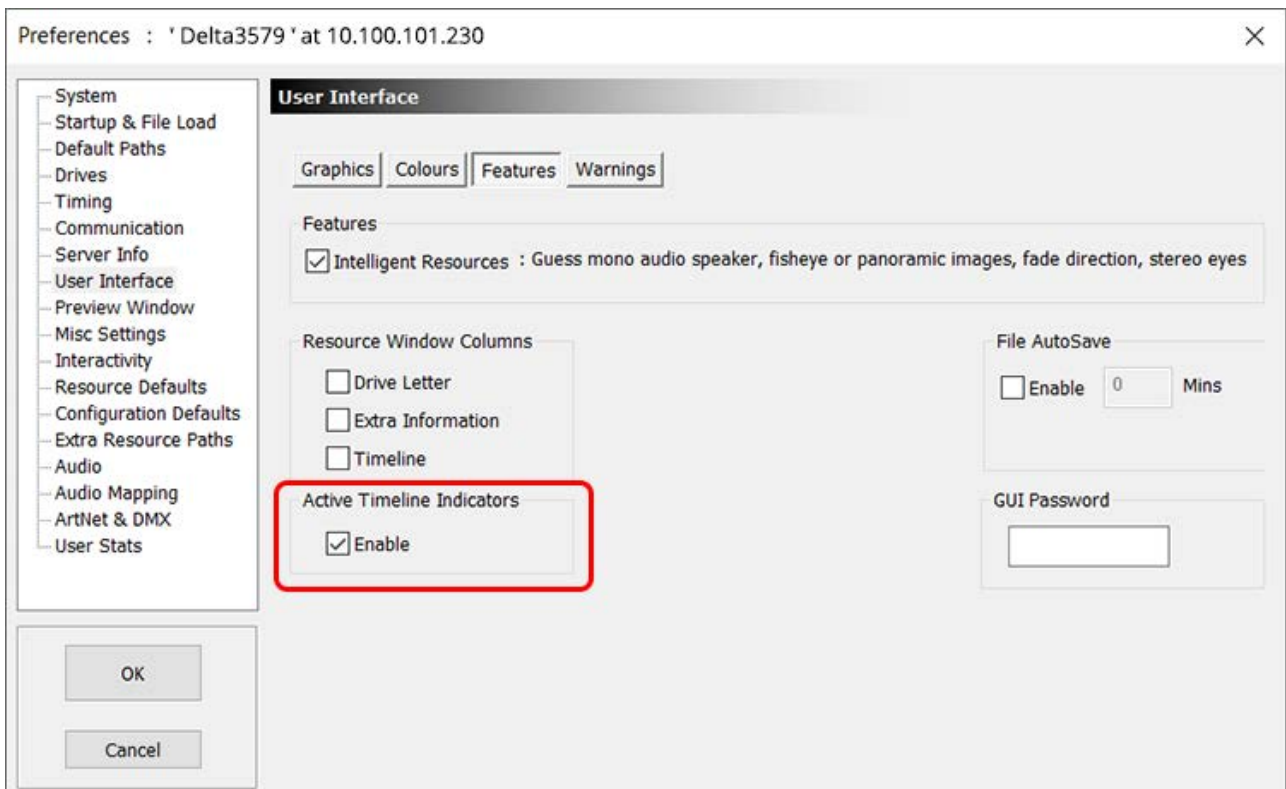 Preferences : ' Delta3579 ' at 10.100.101.230
System
Startup & File Load
Default Paths
Drives
Timing
Communication
Server Info
User Interface
Preview Window
Misc Settings
Interactivity
Resource Defaults
Configuration Defaults
Extra Resource Paths
Audio
Audio Mapping
ArtNet & DMX
User Stats
OK
Cancel
User Interface
Graphics Colours Features Warnings
Features
Intelligent Resources : Guess mono audio speaker, fisheye or panoramic images, fade direction, stereo eyes
Resource Window Columns
Drive Letter
Extra Information
Timeline
File AutoSave
Enable 0 Mins
Active Timeline Indicators
Enable
GUI Password